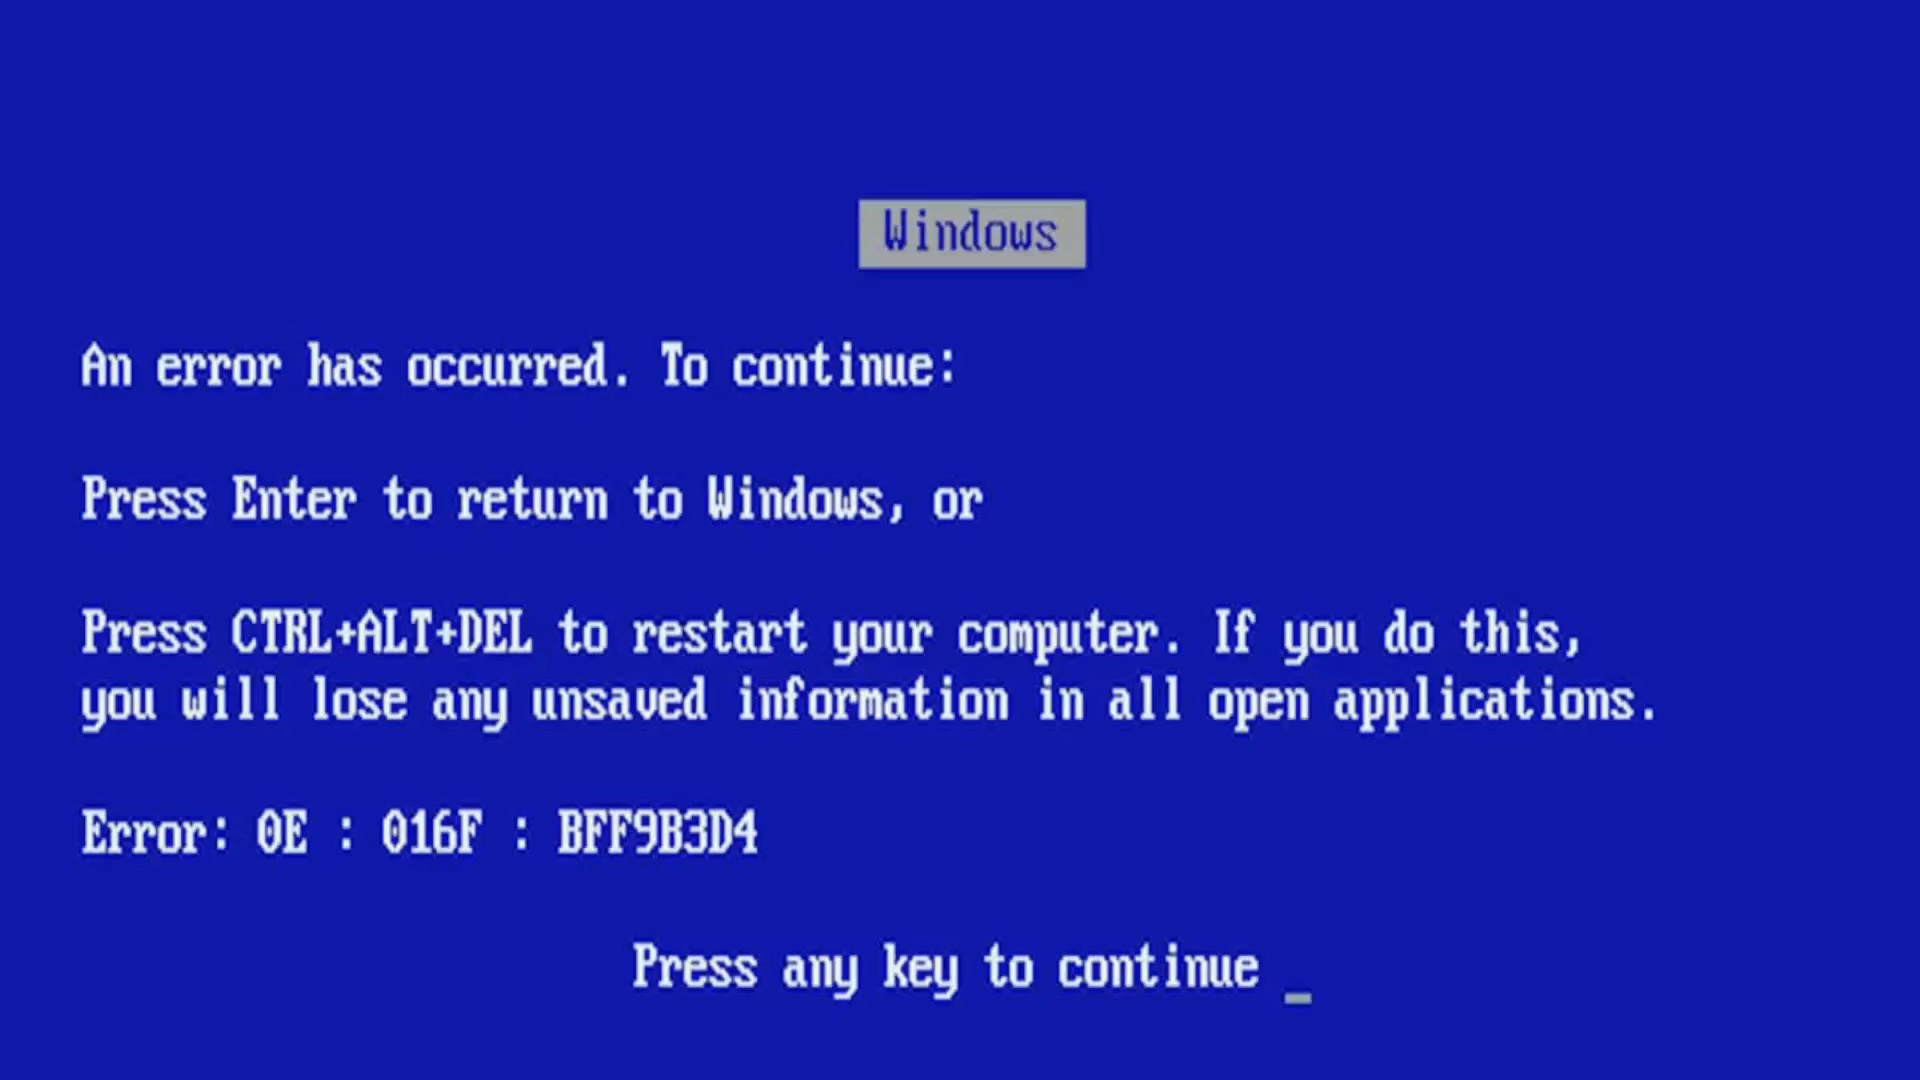 Windows
An error has occurred. To continue:
Press Enter to return to Windows, or
Press CTRL+ALT+DEL to restart your computer. If you do this,
you will lose any unsaved information in all open applications.
Error: 0E : 016F : BFF9B3D4
Press any key to continue _